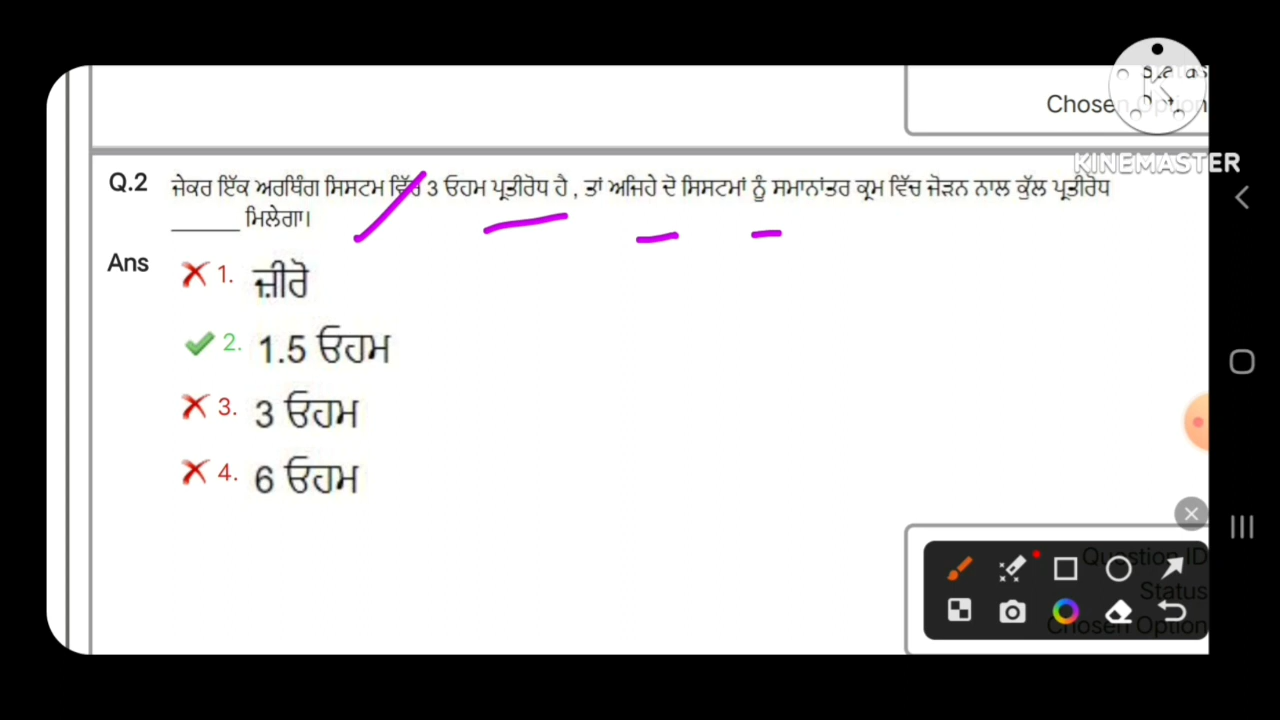 Chosen Option
KINEMASTER
Q.2 ਜੇਕਰ ਇੱਕ ਅਰਥਿੰਗ ਸਿਸਟਮ ਵਿੱਚ 3 ਓਹਮ ਪ੍ਰਤੀਰੋਧ ਹੈ , ਤਾਂ ਅਜਿਹੇ ਦੋ ਸਿਸਟਮਾਂ ਨੂੰ ਸਮਾਨਾਂਤਰ ਕ੍ਰਮ ਵਿੱਚ ਜੋੜਨ ਨਾਲ ਕੁੱਲ ਪ੍ਰਤੀਰੋਧ
______ ਮਿਲੇਗਾ।
Ans
1. ਜ਼ੀਰੋ
2. 1.5 ਓਹਮ
3. 3 ਓਹਮ
4. 6 ਓਹਮ
Question ID
Status
Chosen Option